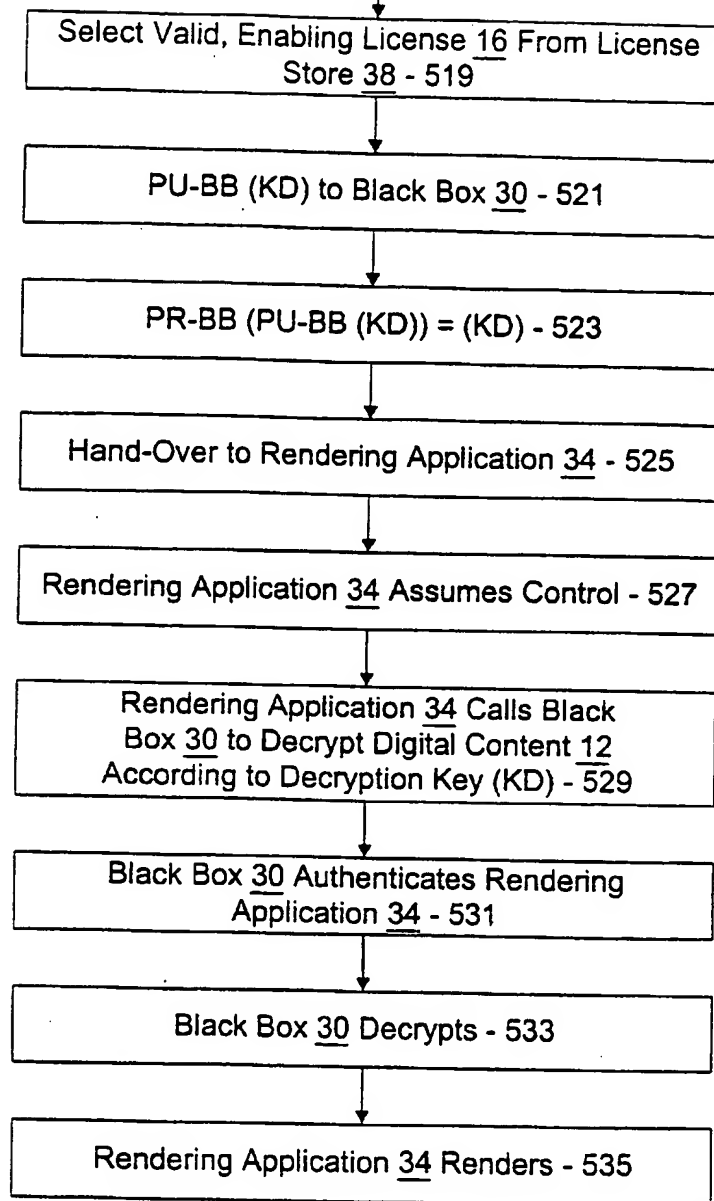 Select Valid, Enabling License 16 From License
Store 38 - 519
PU-BB (KD) to Black Box 30 - 521
PR-BB (PU-BB (KD)) = (KD) - 523
Hand-Over to Rendering Application 34 - 525
Rendering Application 34 Assumes Control - 527
Rendering Application 34 Calls Black
Box 30 to Decrypt Digital Content 12
According to Decryption Key (KD) - 529
Black Box 30 Authenticates Rendering
Application 34 - 531
Black Box 30 Decrypts - 533
Rendering Application 34 Renders - 535